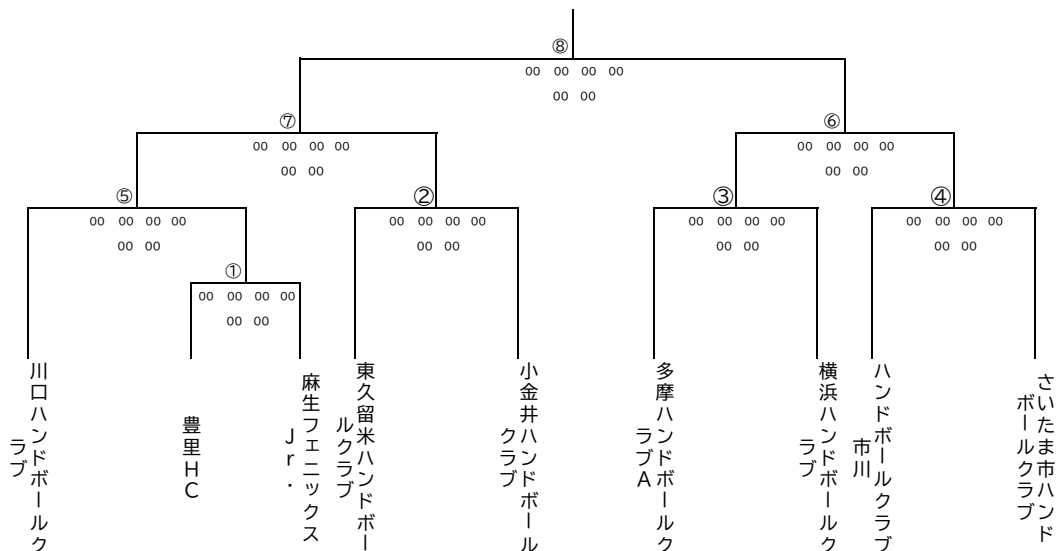 ⑧
00 00 00 00
00 00
⑦
00 00 00 00
00 00
⑥
00 00 00 00
00 00
⑤
00 00 00 00
00 00
②
00 00 00 00
00 00
③
00 00 00 00
00 00
④
00 00 00 00
00 00
①
00 00 00 00
00 00
川口ハンドボールク
ラブ
豊里HC
麻生フェニックス
Jr.
東久留米ハンドボー
ルクラブ
小金井ハンドボール
クラブ
多摩ハンドボールク
ラブA
横浜ハンドボールク
ラブ
ハンドボールクラブ
市川
さいたま市ハンド
ボールクラブ